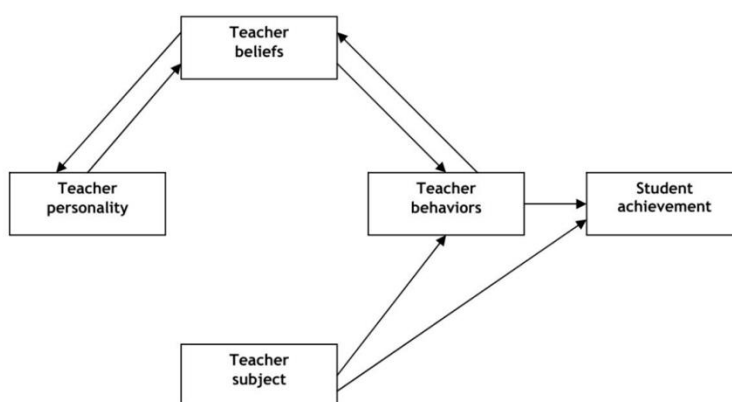 Teacher
beliefs
Teacher
personality
Teacher
behaviors
Student
achievement
Teacher
subject